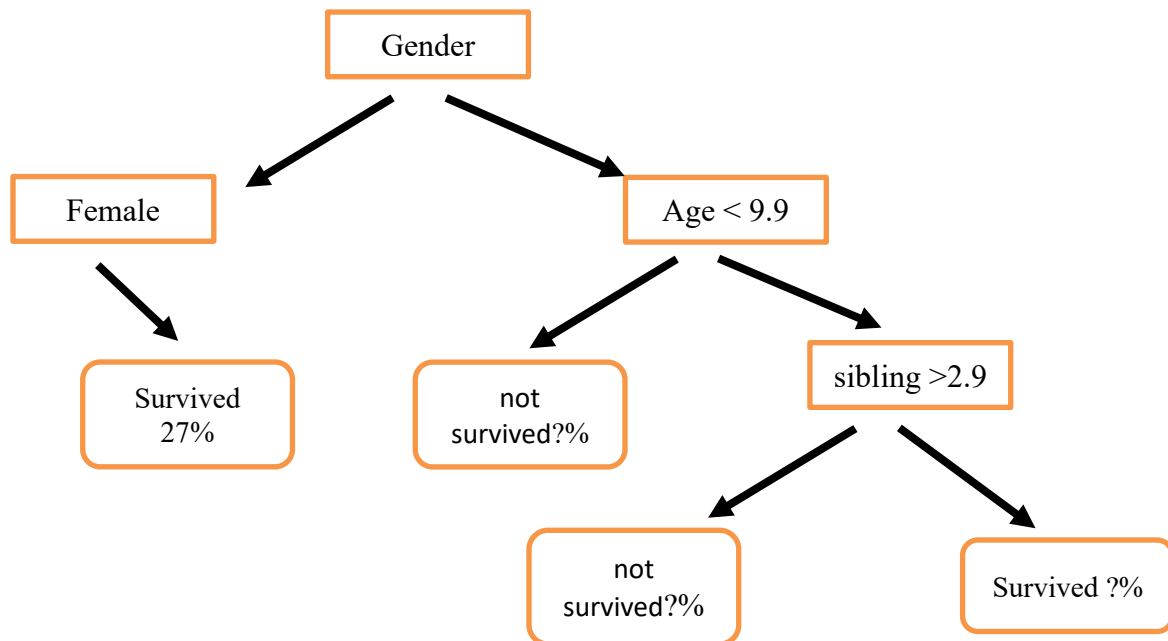 Gender
Female
Age < 9.9
Survived
27%
not
survived?%
sibling >2.9
not
survived?%
Survived ?%